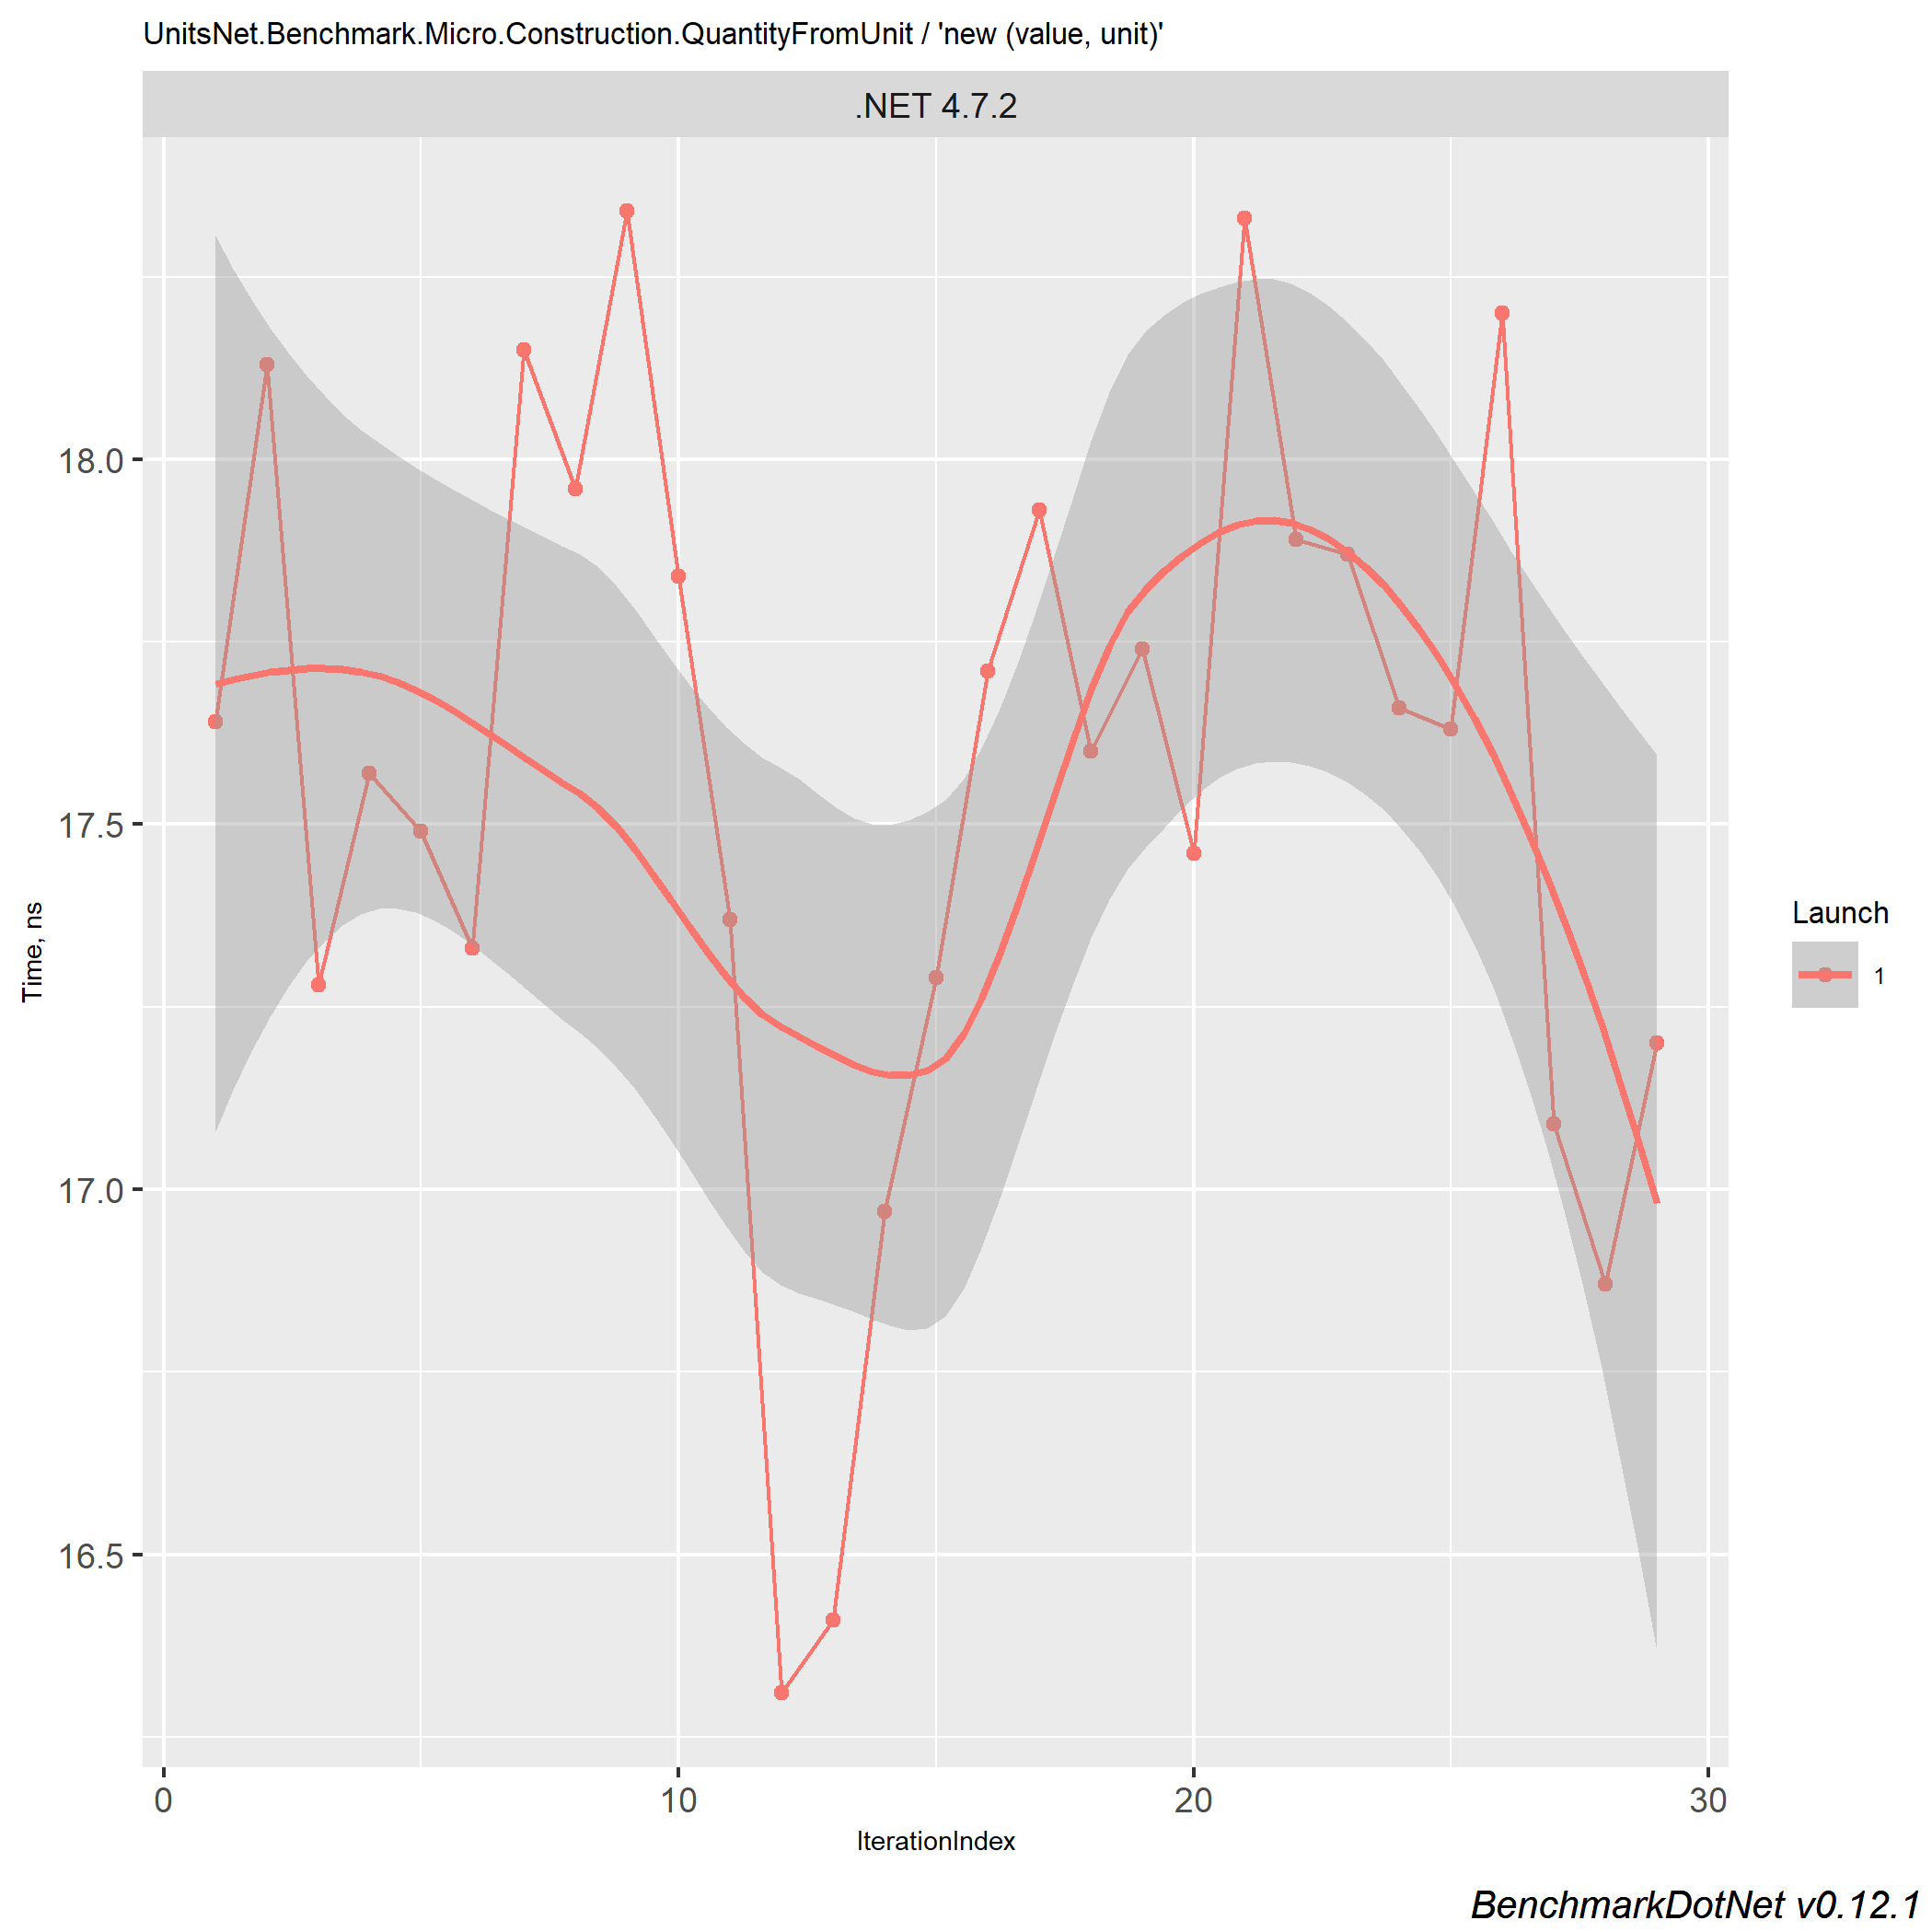 UnitsNet.Benchmark.Micro.Construction.QuantityFromUnit / 'new (value, unit)'
.NET 4.7.2
18.0
17.5
17.0
16.5
Time, ns
0 10 20 30
IterationIndex
Launch
1
BenchmarkDotNet v0.12.1